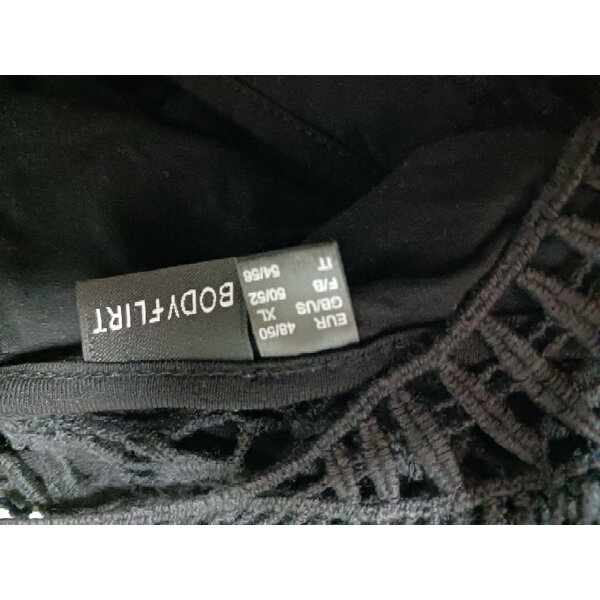 BODYFLIRT
EUR 48/50
GB/US XL
F/B 50/52
IT 54/56